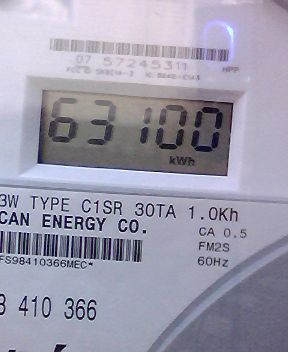 07 57245311
HPP
63100
kWh
3W TYPE C1SR 30TA 1.0Kh
CAN ENERGY CO.
CA 0.5
FM2S
60Hz
FS98410366MEC*
410 366